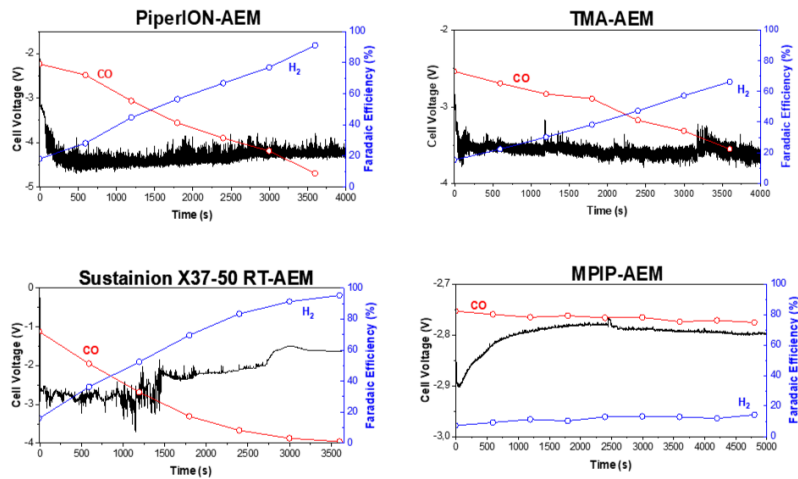 PiperION-AEM
TMA-AEM
Cell Voltage (V)
-2
-3
-4
-5
CO
H2
100
80
60
40
20
0
Faradaic Efficiency (%)
0 500 1000 1500 2000 2500 3000 3500 4000
Time (s)
Cell Voltage (V)
-2
-3
-4
CO
H2
100
80
60
40
20
0
Faradaic Efficiency (%)
0 500 1000 1500 2000 2500 3000 3500 4000
Time (s)
Sustainion X37-50 RT-AEM
MPIP-AEM
Cell Voltage (V)
0
-1
-2
-3
-4
CO
H2
100
80
60
40
20
0
Faradaic Efficiency (%)
0 500 1000 1500 2000 2500 3000 3500
Time (s)
Cell Voltage (V)
-2,7
-2,8
-2,9
-3,0
CO
H2
100
80
60
40
20
0
Faradaic Efficiency (%)
0 500 1000 1500 2000 2500 3000 3500 4000 4500 5000
Time (s)